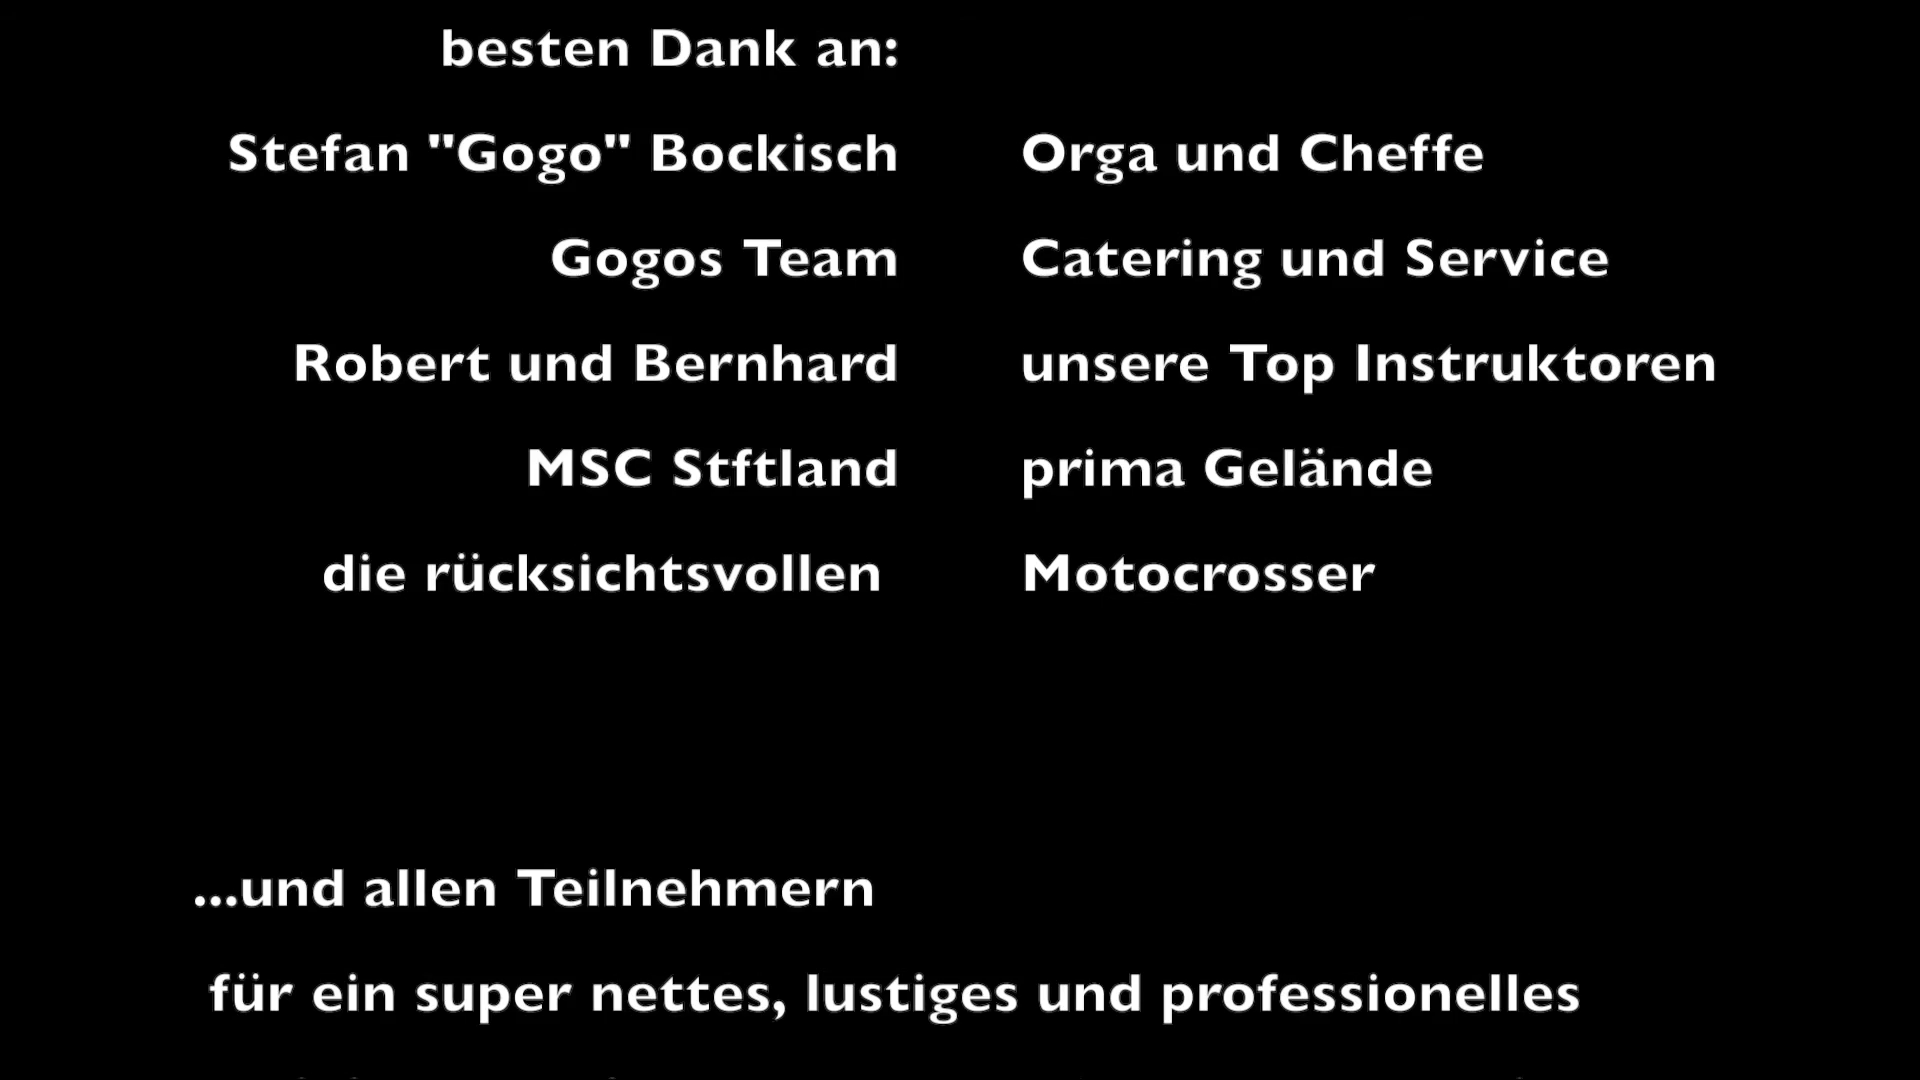 besten Dank an:
Stefan "Gogo" Bockisch Orga und Cheffe
Gogos Team Catering und Service
Robert und Bernhard unsere Top Instruktoren
MSC Stftland prima Gelände
die rücksichtsvollen Motocrosser
...und allen Teilnehmern
für ein super nettes, lustiges und professionelles